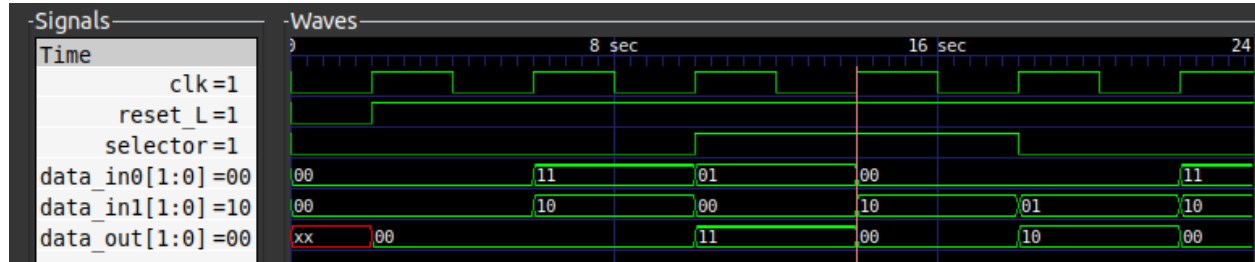 Signals Waves
Time 0 8 sec 16 sec 24
clk=1
reset_L=1
selector=1
data_in0[1:0]=00 00 11 01 00 11
data_in1[1:0]=10 00 10 00 10 01 10
data_out[1:0]=00 xx 00 11 00 10 00